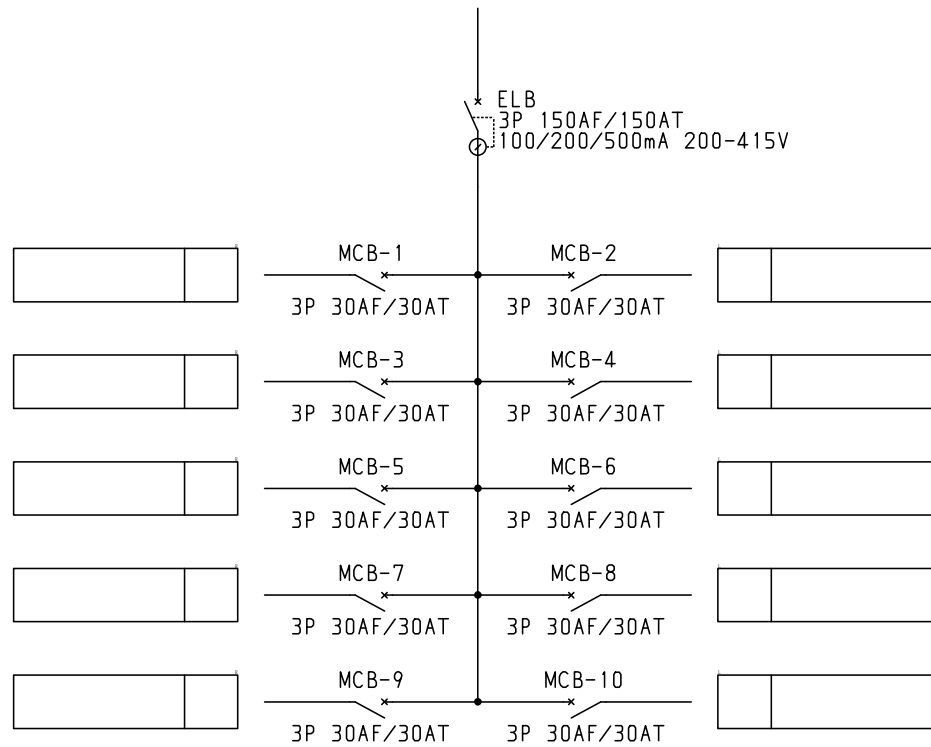 ELB
3P 150AF/150AT
100/200/500mA 200-415V
MCB-1
MCB-2
3P 30AF/30AT
3P 30AF/30AT
MCB-3
MCB-4
3P 30AF/30AT
3P 30AF/30AT
MCB-5
MCB-6
3P 30AF/30AT
3P 30AF/30AT
MCB-7
MCB-8
3P 30AF/30AT
3P 30AF/30AT
MCB-9
MCB-10
3P 30AF/30AT
3P 30AF/30AT